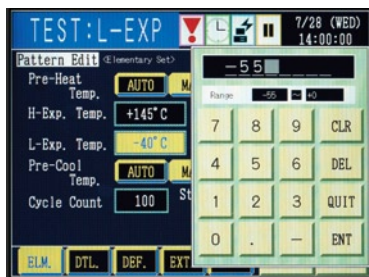 TEST:L-EXP
7/28 (WED)
14:00:00
Pattern Edit <Elementary Set>
Pre-Heat Temp. AUTO MA
H-Exp. Temp. +145°C
L-Exp. Temp. -40°C
Pre-Cool Temp. AUTO M
Cycle Count 100 St
ELM. DTL. DEF. EXT
-55
Range -55 ~ +0
7 8 9 CLR
4 5 6 DEL
1 2 3 QUIT
0 . - ENT